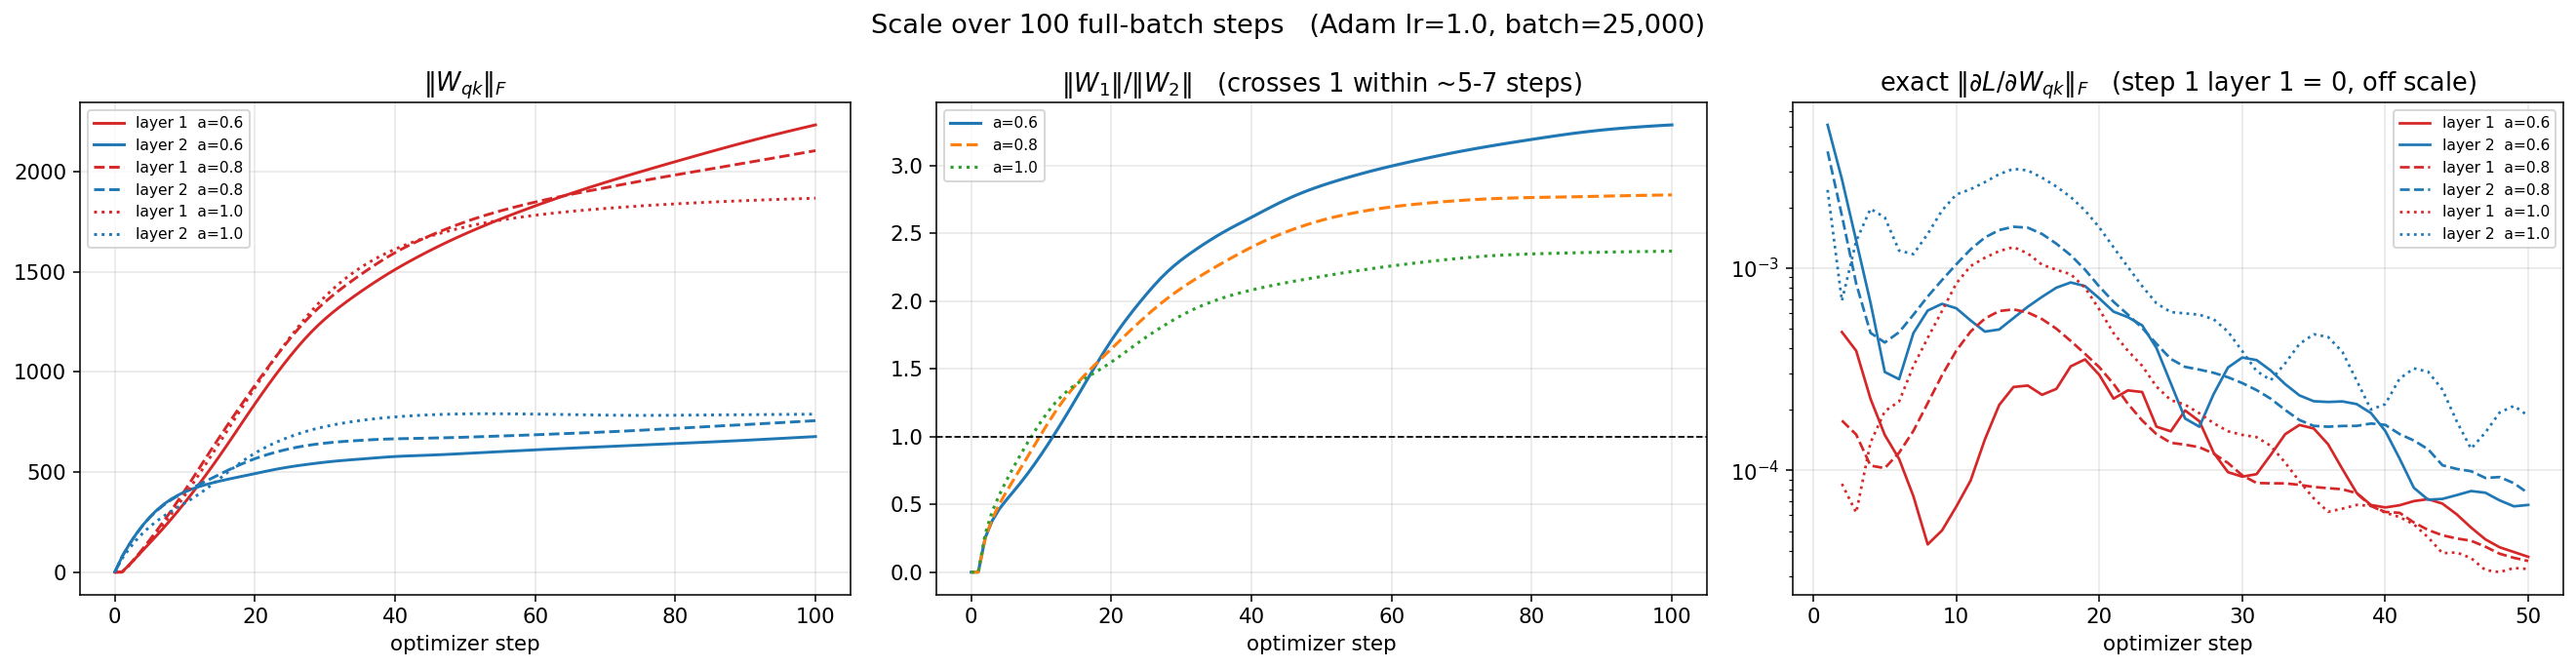 Scale over 100 full-batch steps (Adam lr=1.0, batch=25,000)
‖W_qk‖_F
2000
1500
1000
500
0
layer 1 a=0.6
layer 2 a=0.6
layer 1 a=0.8
layer 2 a=0.8
layer 1 a=1.0
layer 2 a=1.0
0 20 40 60 80 100
optimizer step
‖W₁‖/‖W₂‖ (crosses 1 within ~5-7 steps)
3.0
2.5
2.0
1.5
1.0
0.5
0.0
a=0.6
a=0.8
a=1.0
0 20 40 60 80 100
optimizer step
exact ‖∂L/∂W_qk‖_F (step 1 layer 1 = 0, off scale)
10⁻³
10⁻⁴
layer 1 a=0.6
layer 2 a=0.6
layer 1 a=0.8
layer 2 a=0.8
layer 1 a=1.0
layer 2 a=1.0
0 10 20 30 40 50
optimizer step